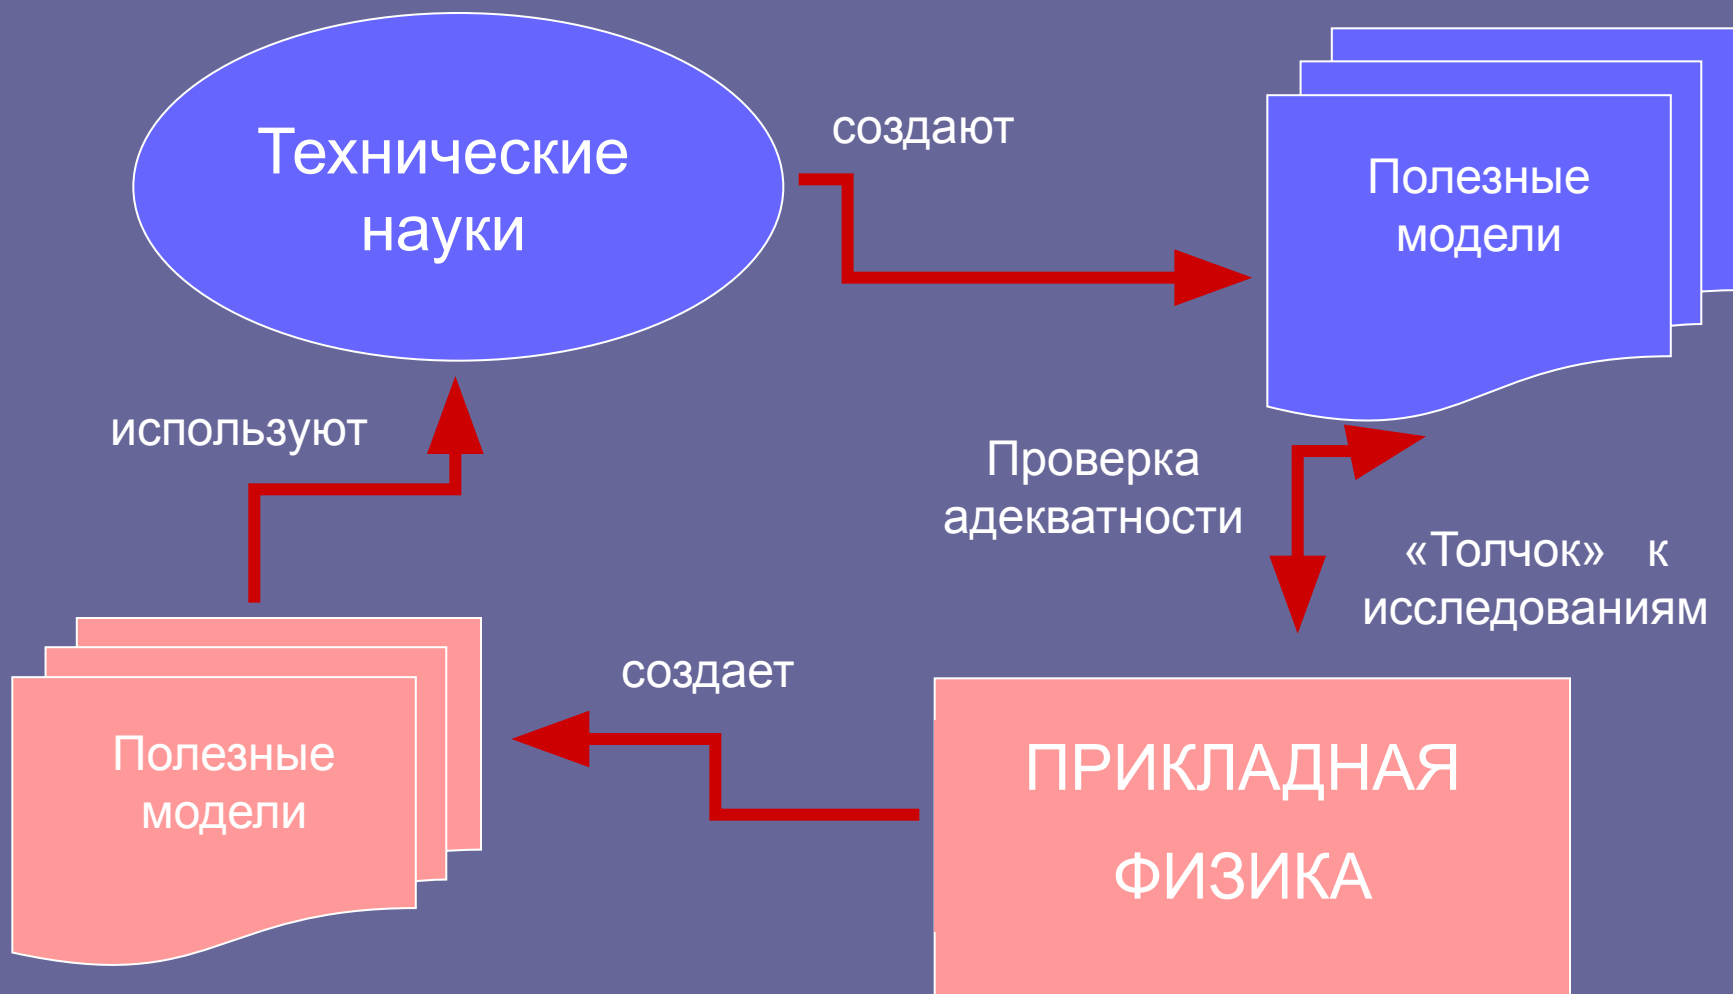 Технические
науки
создают
Полезные
модели
используют
Проверка
адекватности
«Толчок» к
исследованиям
создает
Полезные
модели
ПРИКЛАДНАЯ
ФИЗИКА